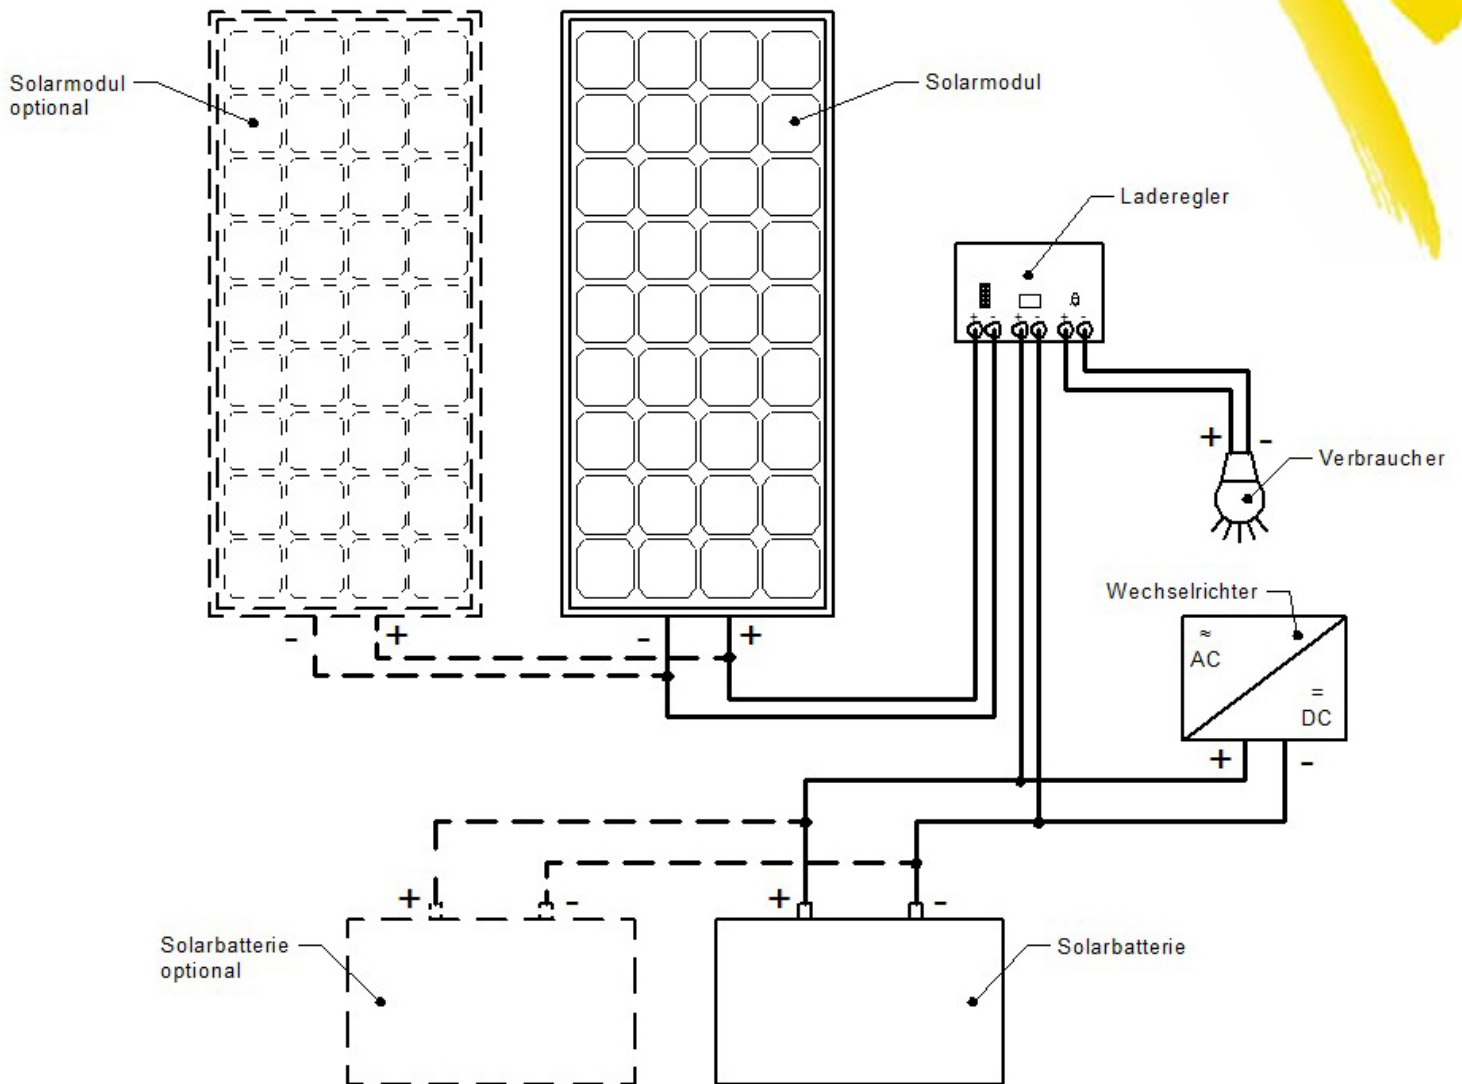 Solarmodul
optional
Solarmodul
Laderegler
+ - + - + -
+ -
Verbraucher
Wechselrichter
≈
AC
=
DC
- +
- +
+ -
+ -
+ -
Solarbatterie
optional
Solarbatterie